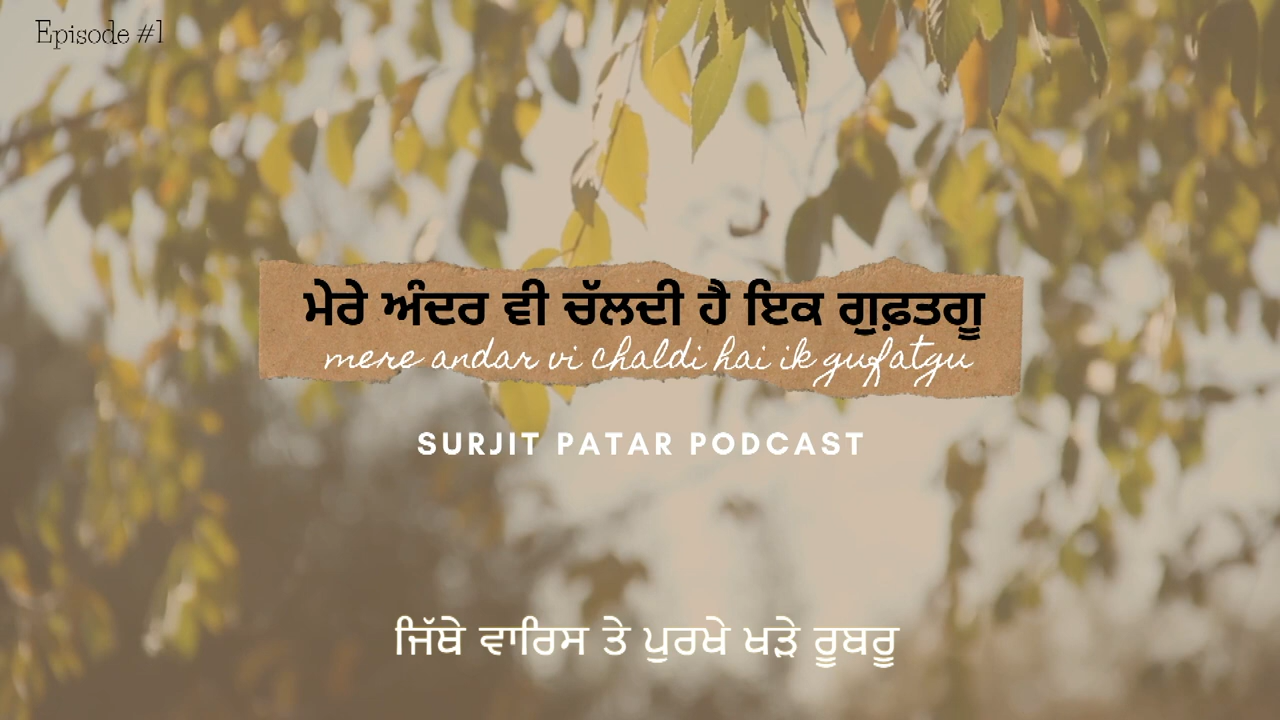 Episode #1
ਮੇਰੇ ਅੰਦਰ ਵੀ ਚੱਲਦੀ ਹੈ ਇਕ ਗੁਫ਼ਤਗੂ
mere andar vi chaldi hai ik gufatgu
SURJIT PATAR PODCAST
ਜਿੱਥੇ ਵਾਰਿਸ ਤੇ ਪੁਰਖੇ ਖੜੇ ਰੂਬਰੂ